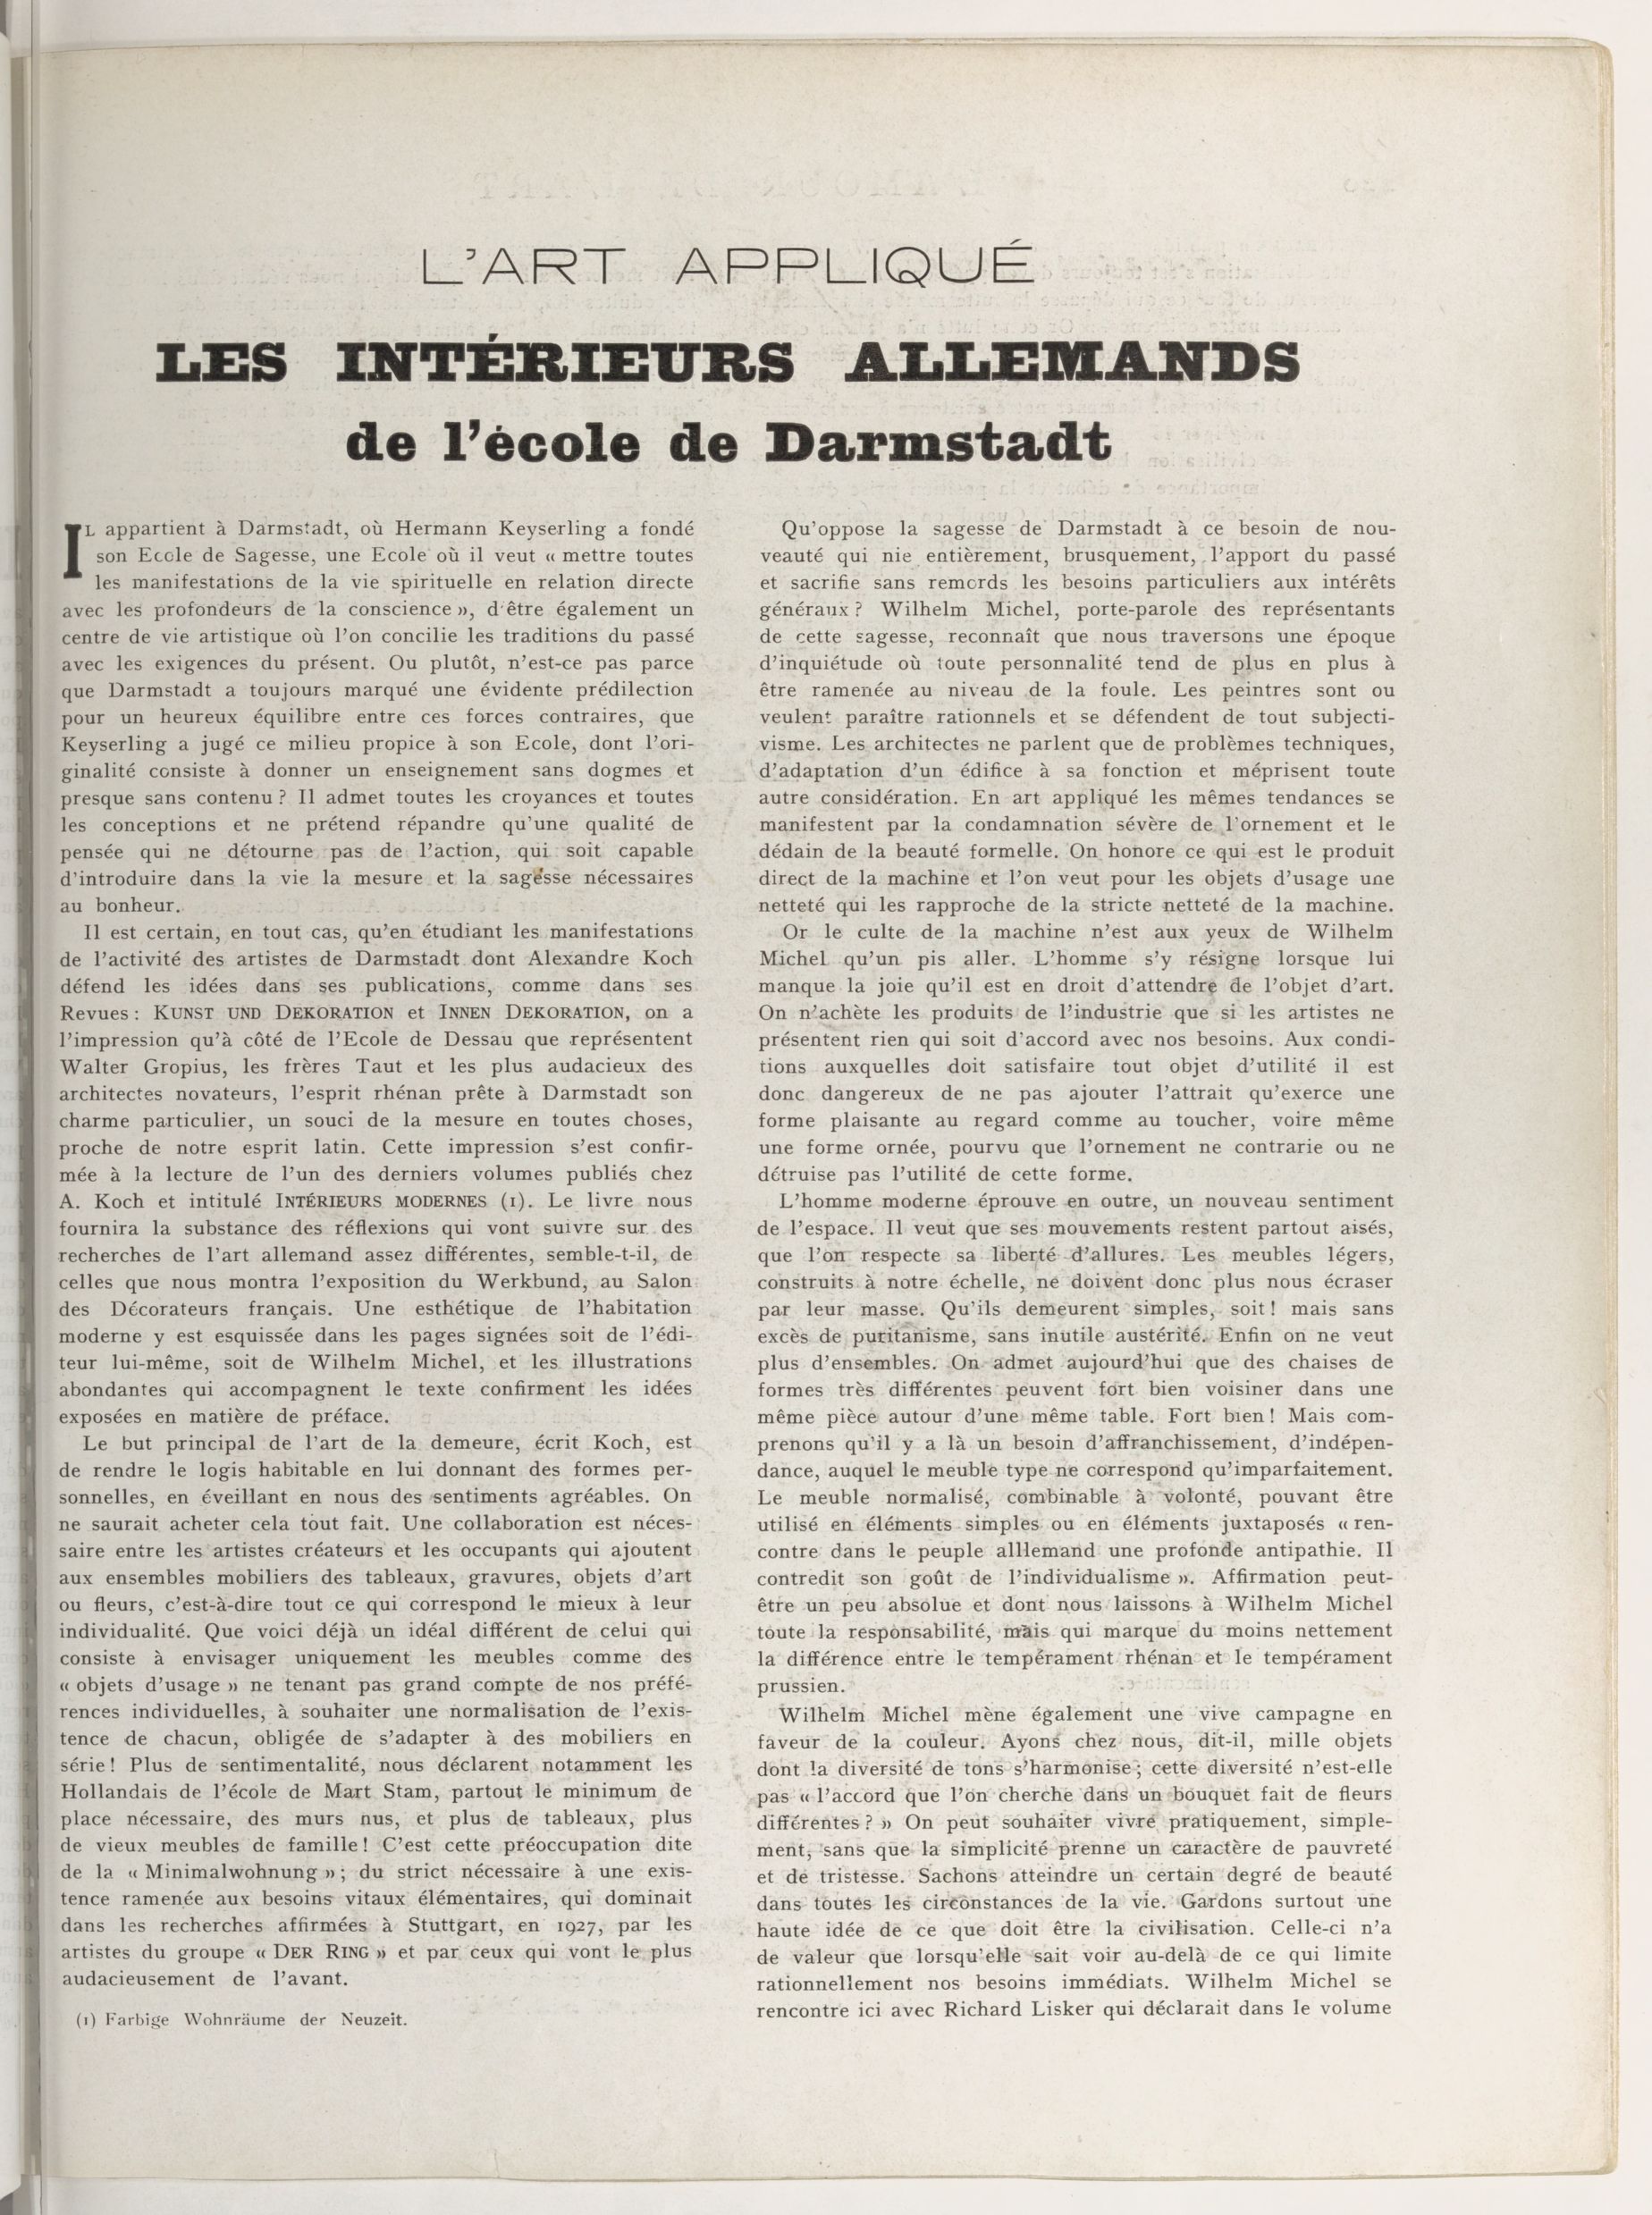 L'ART APPLIQUÉ
LES INTÉRIEURS ALLEMANDS
de l'école de Darmstadt
IL appartient à Darmstadt, où Hermann Keyserling a fondé
son Ecole de Sagesse, une Ecole où il veut « mettre toutes
les manifestations de la vie spirituelle en relation directe
avec les profondeurs de la conscience », d'être également un
centre de vie artistique où l'on concilie les traditions du passé
avec les exigences du présent. Ou plutôt, n'est-ce pas parce
que Darmstadt a toujours marqué une évidente prédilection
pour un heureux équilibre entre ces forces contraires, que
Keyserling a jugé ce milieu propice à son Ecole, dont l'ori-
ginalité consiste à donner un enseignement sans dogmes et
presque sans contenu ? Il admet toutes les croyances et toutes
les conceptions et ne prétend répandre qu'une qualité de
pensée qui ne détourne pas de l'action, qui soit capable
d'introduire dans la vie la mesure et la sagesse nécessaires
au bonheur.
Il est certain, en tout cas, qu'en étudiant les manifestations
de l'activité des artistes de Darmstadt dont Alexandre Koch
défend les idées dans ses publications, comme dans ses
Revues : KUNST UND DEKORATION et INNEN DEKORATION, on a
l'impression qu'à côté de l'Ecole de Dessau que représentent
Walter Gropius, les frères Taut et les plus audacieux des
architectes novateurs, l'esprit rhénan prête à Darmstadt son
charme particulier, un souci de la mesure en toutes choses,
proche de notre esprit latin. Cette impression s'est confir-
mée à la lecture de l'un des derniers volumes publiés chez
A. Koch et intitulé INTÉRIEURS MODERNES (1). Le livre nous
fournira la substance des réflexions qui vont suivre sur des
recherches de l'art allemand assez différentes, semble-t-il, de
celles que nous montra l'exposition du Werkbund, au Salon
des Décorateurs français. Une esthétique de l'habitation
moderne y est esquissée dans les pages signées soit de l'édi-
teur lui-même, soit de Wilhelm Michel, et les illustrations
abondantes qui accompagnent le texte confirment les idées
exposées en matière de préface.
Le but principal de l'art de la demeure, écrit Koch, est
de rendre le logis habitable en lui donnant des formes per-
sonnelles, en éveillant en nous des sentiments agréables. On
ne saurait acheter cela tout fait. Une collaboration est néces-
saire entre les artistes créateurs et les occupants qui ajoutent
aux ensembles mobiliers des tableaux, gravures, objets d'art
ou fleurs, c'est-à-dire tout ce qui correspond le mieux à leur
individualité. Que voici déjà un idéal différent de celui qui
consiste à envisager uniquement les meubles comme des
« objets d'usage » ne tenant pas grand compte de nos préfé-
rences individuelles, à souhaiter une normalisation de l'exis-
tence de chacun, obligée de s'adapter à des mobiliers en
série ! Plus de sentimentalité, nous déclarent notamment les
Hollandais de l'école de Mart Stam, partout le minimum de
place nécessaire, des murs nus, et plus de tableaux, plus
de vieux meubles de famille ! C'est cette préoccupation dite
de la « Minimalwohnung » ; du strict nécessaire à une exis-
tence ramenée aux besoins vitaux élémentaires, qui dominait
dans les recherches affirmées à Stuttgart, en 1927, par les
artistes du groupe « DER RING » et par ceux qui vont le plus
audacieusement de l'avant.
(1) Farbige Wohnräume der Neuzeit.
Qu'oppose la sagesse de Darmstadt à ce besoin de nou-
veauté qui nie entièrement, brusquement, l'apport du passé
et sacrifie sans remords les besoins particuliers aux intérêts
généraux ? Wilhelm Michel, porte-parole des représentants
de cette sagesse, reconnaît que nous traversons une époque
d'inquiétude où toute personnalité tend de plus en plus à
être ramenée au niveau de la foule. Les peintres sont ou
veulent paraître rationnels et se défendent de tout subjecti-
visme. Les architectes ne parlent que de problèmes techniques,
d'adaptation d'un édifice à sa fonction et méprisent toute
autre considération. En art appliqué les mêmes tendances se
manifestent par la condamnation sévère de l'ornement et le
dédain de la beauté formelle. On honore ce qui est le produit
direct de la machine et l'on veut pour les objets d'usage une
netteté qui les rapproche de la stricte netteté de la machine.
Or le culte de la machine n'est aux yeux de Wilhelm
Michel qu'un pis aller. L'homme s'y résigne lorsque lui
manque la joie qu'il est en droit d'attendre de l'objet d'art.
On n'achète les produits de l'industrie que si les artistes ne
présentent rien qui soit d'accord avec nos besoins. Aux condi-
tions auxquelles doit satisfaire tout objet d'utilité il est
donc dangereux de ne pas ajouter l'attrait qu'exerce une
forme plaisante au regard comme au toucher, voire même
une forme ornée, pourvu que l'ornement ne contrarie ou ne
détruise pas l'utilité de cette forme.
L'homme moderne éprouve en outre, un nouveau sentiment
de l'espace. Il veut que ses mouvements restent partout aisés,
que l'on respecte sa liberté d'allures. Les meubles légers,
construits à notre échelle, ne doivent donc plus nous écraser
par leur masse. Qu'ils demeurent simples, soit ! mais sans
excès de puritanisme, sans inutile austérité. Enfin on ne veut
plus d'ensembles. On admet aujourd'hui que des chaises de
formes très différentes peuvent fort bien voisiner dans une
même pièce autour d'une même table. Fort bien ! Mais com-
prenons qu'il y a là un besoin d'affranchissement, d'indépen-
dance, auquel le meuble type ne correspond qu'imparfaitement.
Le meuble normalisé, combinable à volonté, pouvant être
utilisé en éléments simples ou en éléments juxtaposés « ren-
contre dans le peuple alllemand une profonde antipathie. Il
contredit son goût de l'individualisme ». Affirmation peut-
être un peu absolue et dont nous laissons à Wilhelm Michel
toute la responsabilité, mais qui marque du moins nettement
la différence entre le tempérament rhénan et le tempérament
prussien.
Wilhelm Michel mène également une vive campagne en
faveur de la couleur. Ayons chez nous, dit-il, mille objets
dont la diversité de tons s'harmonise ; cette diversité n'est-elle
pas « l'accord que l'on cherche dans un bouquet fait de fleurs
différentes ? » On peut souhaiter vivre pratiquement, simple-
ment, sans que la simplicité prenne un caractère de pauvreté
et de tristesse. Sachons atteindre un certain degré de beauté
dans toutes les circonstances de la vie. Gardons surtout une
haute idée de ce que doit être la civilisation. Celle-ci n'a
de valeur que lorsqu'elle sait voir au-delà de ce qui limite
rationnellement nos besoins immédiats. Wilhelm Michel se
rencontre ici avec Richard Lisker qui déclarait dans le volume